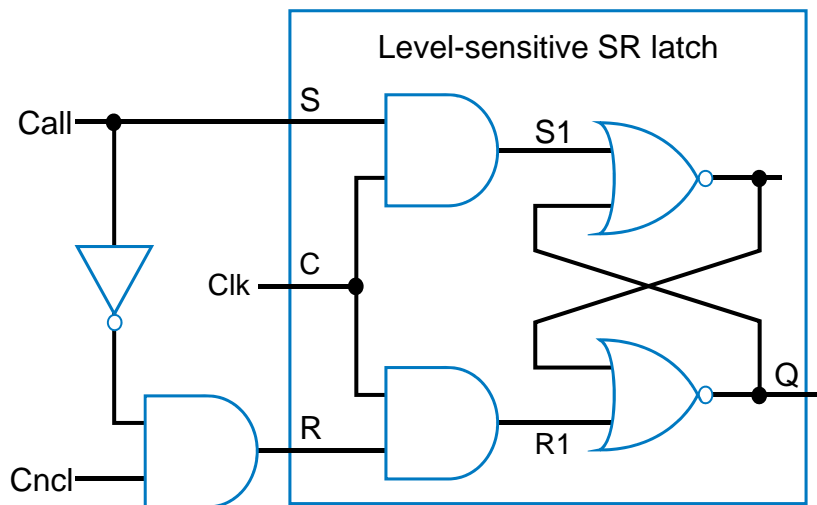 Level-sensitive SR latch
S
Call
S1
C
Clk
Q
R
R1
Cncl